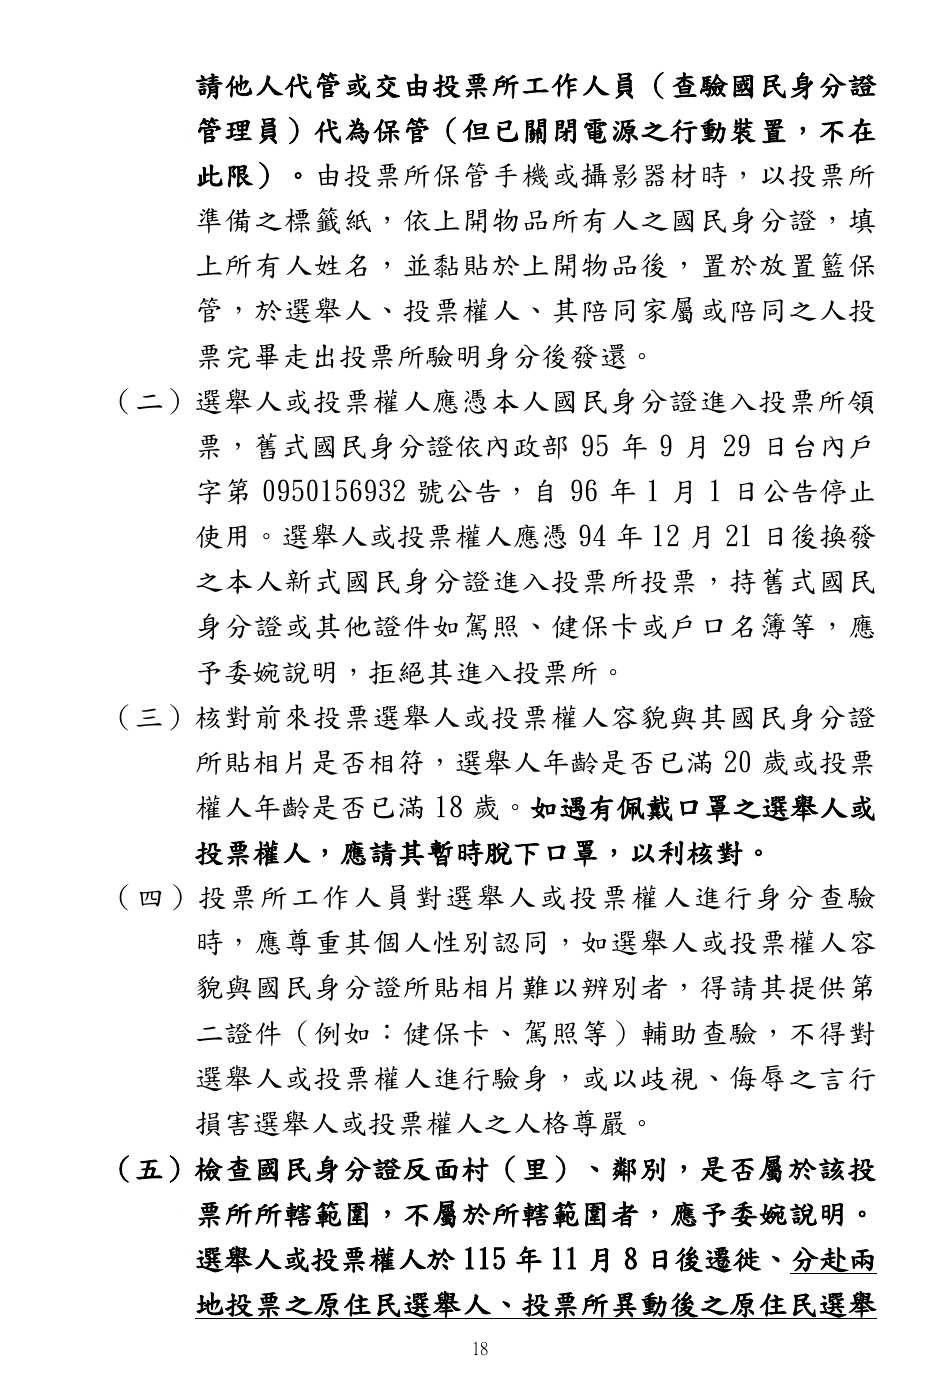 請他人代管或交由投票所工作人員（查驗國民身分證
管理員）代為保管（但已關閉電源之行動裝置，不在
此限）。由投票所保管手機或攝影器材時，以投票所
準備之標籤紙，依上開物品所有人之國民身分證，填
上所有人姓名，並黏貼於上開物品後，置於放置籃保
管，於選舉人、投票權人、其陪同家屬或陪同之人投
票完畢走出投票所驗明身分後發還。
（二）選舉人或投票權人應憑本人國民身分證進入投票所領
票，舊式國民身分證依內政部 95 年 9 月 29 日台內戶
字第 0950156932 號公告，自 96 年 1 月 1 日公告停止
使用。選舉人或投票權人應憑 94 年 12 月 21 日後換發
之本人新式國民身分證進入投票所投票，持舊式國民
身分證或其他證件如駕照、健保卡或戶口名簿等，應
予委婉說明，拒絕其進入投票所。
（三）核對前來投票選舉人或投票權人容貌與其國民身分證
所貼相片是否相符，選舉人年齡是否已滿 20 歲或投票
權人年齡是否已滿 18 歲。如遇有佩戴口罩之選舉人或
投票權人，應請其暫時脫下口罩，以利核對。
（四）投票所工作人員對選舉人或投票權人進行身分查驗
時，應尊重其個人性別認同，如選舉人或投票權人容
貌與國民身分證所貼相片難以辨別者，得請其提供第
二證件（例如：健保卡、駕照等）輔助查驗，不得對
選舉人或投票權人進行驗身，或以歧視、侮辱之言行
損害選舉人或投票權人之人格尊嚴。
（五）檢查國民身分證反面村（里）、鄰別，是否屬於該投
票所所轄範圍，不屬於所轄範圍者，應予委婉說明。
選舉人或投票權人於 115 年 11 月 8 日後遷徙、分赴兩
地投票之原住民選舉人、投票所異動後之原住民選舉
18